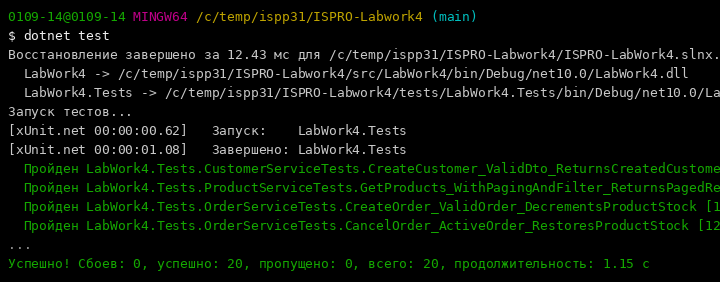 0109-14@0109-14 MINGW64 /c/temp/ispp31/ISPRO-Labwork4 (main)
$ dotnet test
Восстановление завершено за 12.43 мс для /c/temp/ispp31/ISPRO-Labwork4/ISPRO-LabWork4.slnx.
LabWork4 -> /c/temp/ispp31/ISPRO-Labwork4/src/LabWork4/bin/Debug/net10.0/LabWork4.dll
LabWork4.Tests -> /c/temp/ispp31/ISPRO-Labwork4/tests/LabWork4.Tests/bin/Debug/net10.0/La
Запуск тестов...
[xUnit.net 00:00:00.62]   Запуск:    LabWork4.Tests
[xUnit.net 00:00:01.08]   Завершено: LabWork4.Tests
Пройден LabWork4.Tests.CustomerServiceTests.CreateCustomer_ValidDto_ReturnsCreatedCustome
Пройден LabWork4.Tests.ProductServiceTests.GetProducts_WithPagingAndFilter_ReturnsPagedRe
Пройден LabWork4.Tests.OrderServiceTests.CreateOrder_ValidOrder_DecrementsProductStock [1
Пройден LabWork4.Tests.OrderServiceTests.CancelOrder_ActiveOrder_RestoresProductStock [12
...
Успешно! Сбоев: 0, успешно: 20, пропущено: 0, всего: 20, продолжительность: 1.15 с